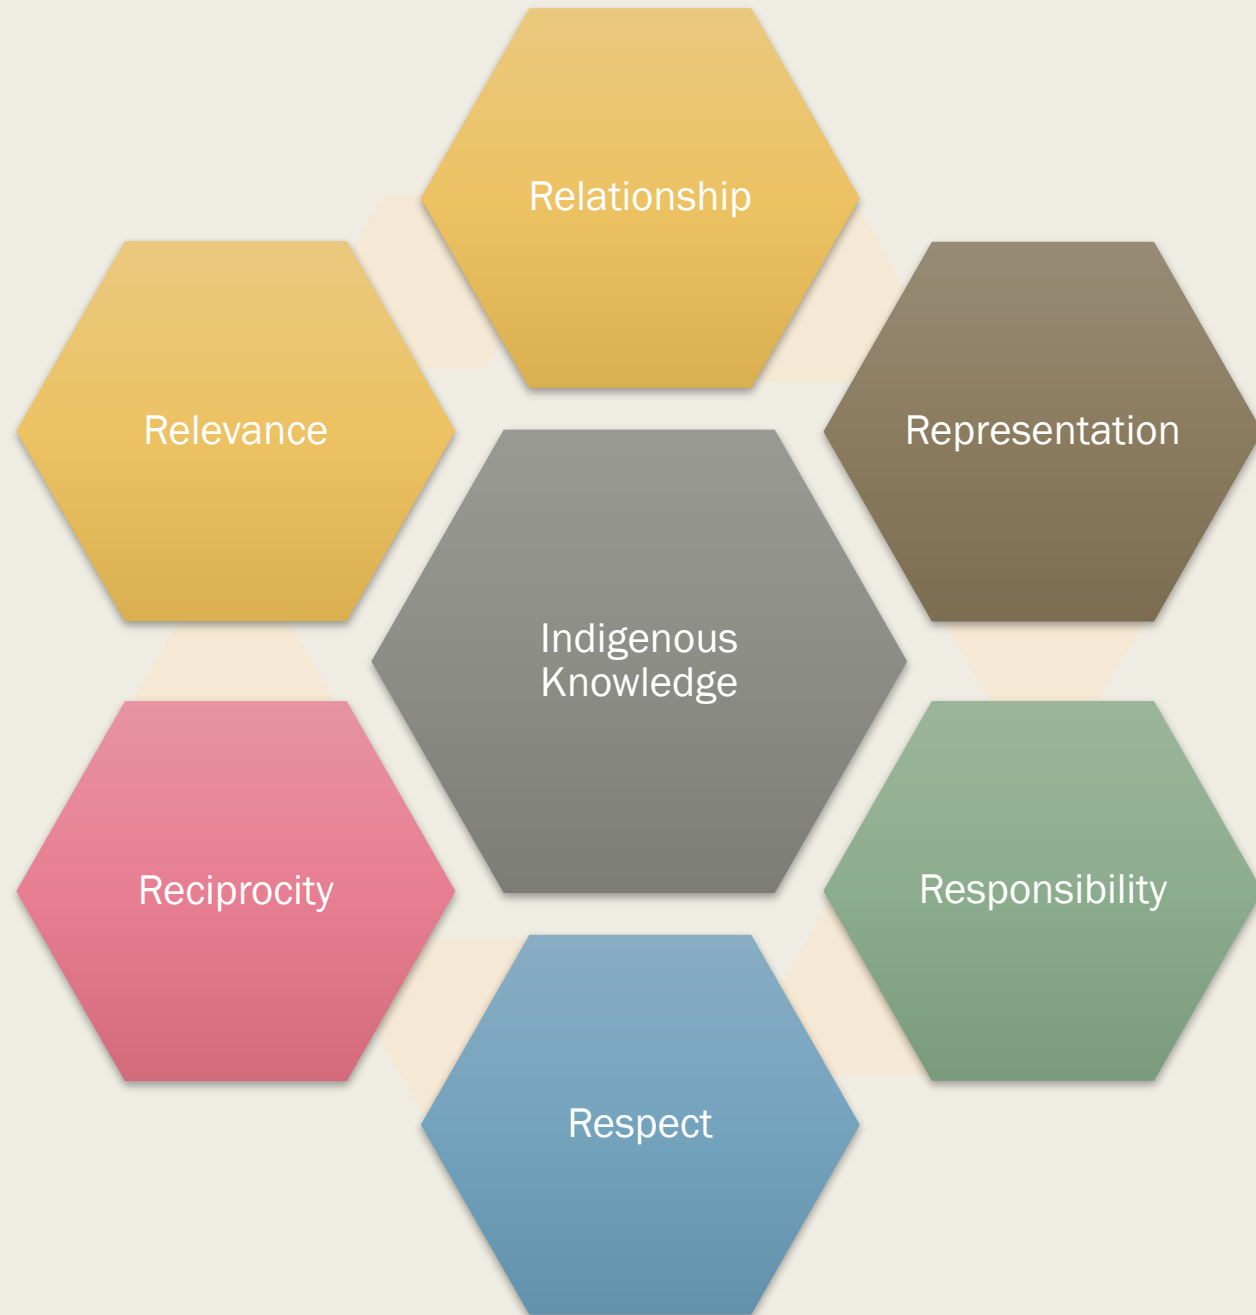 Relationship
Relevance
Representation
Indigenous
Knowledge
Reciprocity
Responsibility
Respect